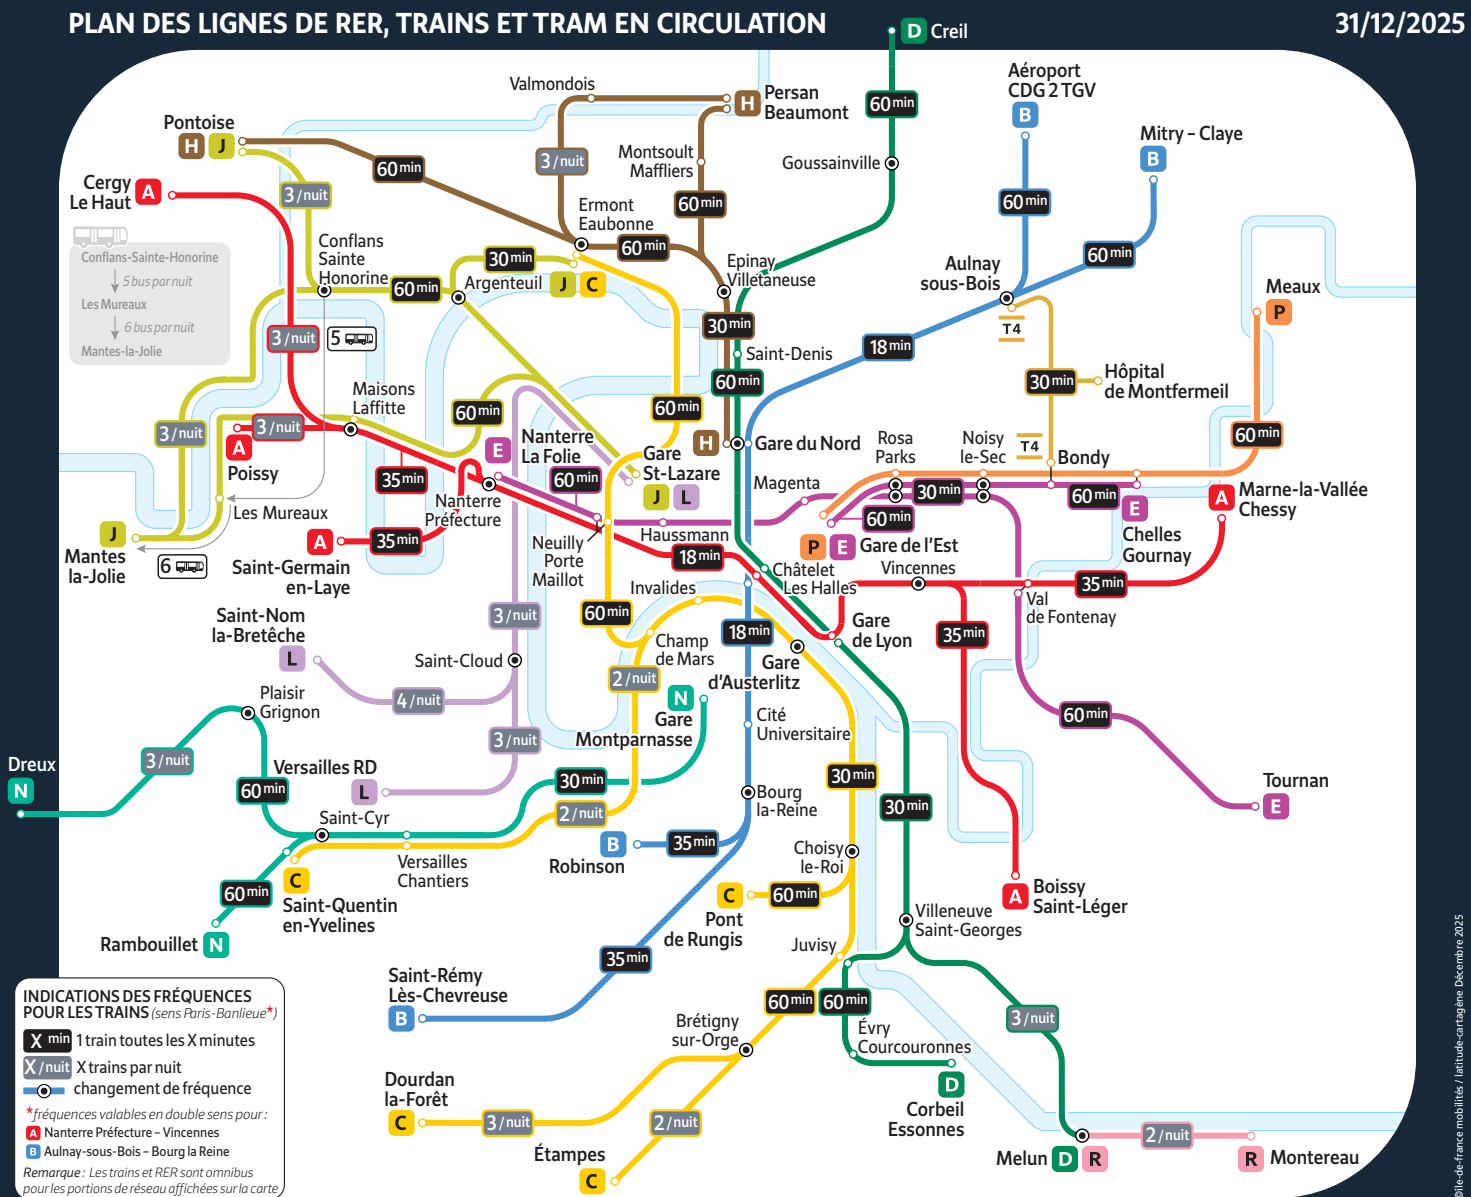 PLAN DES LIGNES DE RER, TRAINS ET TRAM EN CIRCULATION
31/12/2025
D Creil
Valmondois
H Persan
Beaumont
60 min
Aéroport
CDG 2 TGV
B
Pontoise
H J
60 min
3/nuit
Montsoult
Maffliers
Goussainville
Mitry – Claye
B
Cergy
Le Haut
A
3/nuit
60 min
60 min
Conflans-Sainte-Honorine
5 bus par nuit
Les Mureaux
6 bus par nuit
Mantes-la-Jolie
Conflans
Sainte
Honorine
Ermont
Eaubonne
60 min
60 min
30 min
60 min
Argenteuil
J C
Epinay
Villetaneuse
Aulnay
sous-Bois
T4
Meaux
P
3/nuit
5
30 min
Saint-Denis
18 min
60 min
30 min
Hôpital
de Montfermeil
Maisons
Laffitte
60 min
60 min
3/nuit
3/nuit
A
Poissy
E
Nanterre
La Folie
60 min
Gare
St-Lazare
J L
H
Gare du Nord
Rosa
Parks
Noisy
le-Sec
T4
Bondy
60 min
35 min
Nanterre
Préfecture
Magenta
30 min
60 min
E
Chelles
Gournay
A
Marne-la-Vallée
Chessy
Les Mureaux
J
Mantes
la-Jolie
6
A
Saint-Germain
en-Laye
35 min
Neuilly
Porte
Maillot
Haussmann
18 min
60 min
P E Gare de l'Est
Vincennes
Châtelet
Les Halles
35 min
Val
de Fontenay
Saint-Nom
la-Bretêche
L
3/nuit
60 min
Invalides
18 min
Gare
de Lyon
35 min
Saint-Cloud
Champ
de Mars
Gare
d'Austerlitz
2/nuit
4/nuit
N
Gare
Montparnasse
Plaisir
Grignon
Cité
Universitaire
60 min
3/nuit
3/nuit
Dreux
N
60 min
Versailles RD
L
30 min
30 min
Tournan
E
Bourg
la-Reine
30 min
Saint-Cyr
2/nuit
B
Robinson
35 min
Choisy
le-Roi
Versailles
Chantiers
C
Saint-Quentin
en-Yvelines
60 min
Rambouillet N
C
Pont
de Rungis
60 min
A
Boissy
Saint-Léger
Villeneuve
Saint-Georges
Juvisy
35 min
Saint-Rémy
Lès-Chevreuse
B
60 min
60 min
3/nuit
Brétigny
sur-Orge
Évry
Courcouronnes
Dourdan
la-Forêt
C
3/nuit
2/nuit
D
Corbeil
Essonnes
Étampes
C
Melun D R
2/nuit
R Montereau
INDICATIONS DES FRÉQUENCES
POUR LES TRAINS (sens Paris-Banlieue*)
X min 1 train toutes les X minutes
X/nuit X trains par nuit
changement de fréquence
*fréquences valables en double sens pour :
A Nanterre Préfecture – Vincennes
B Aulnay-sous-Bois – Bourg la Reine
Remarque : Les trains et RER sont omnibus
pour les portions de réseau affichées sur la carte
©île-de-france mobilités / latitude-cartagène Décembre 2025